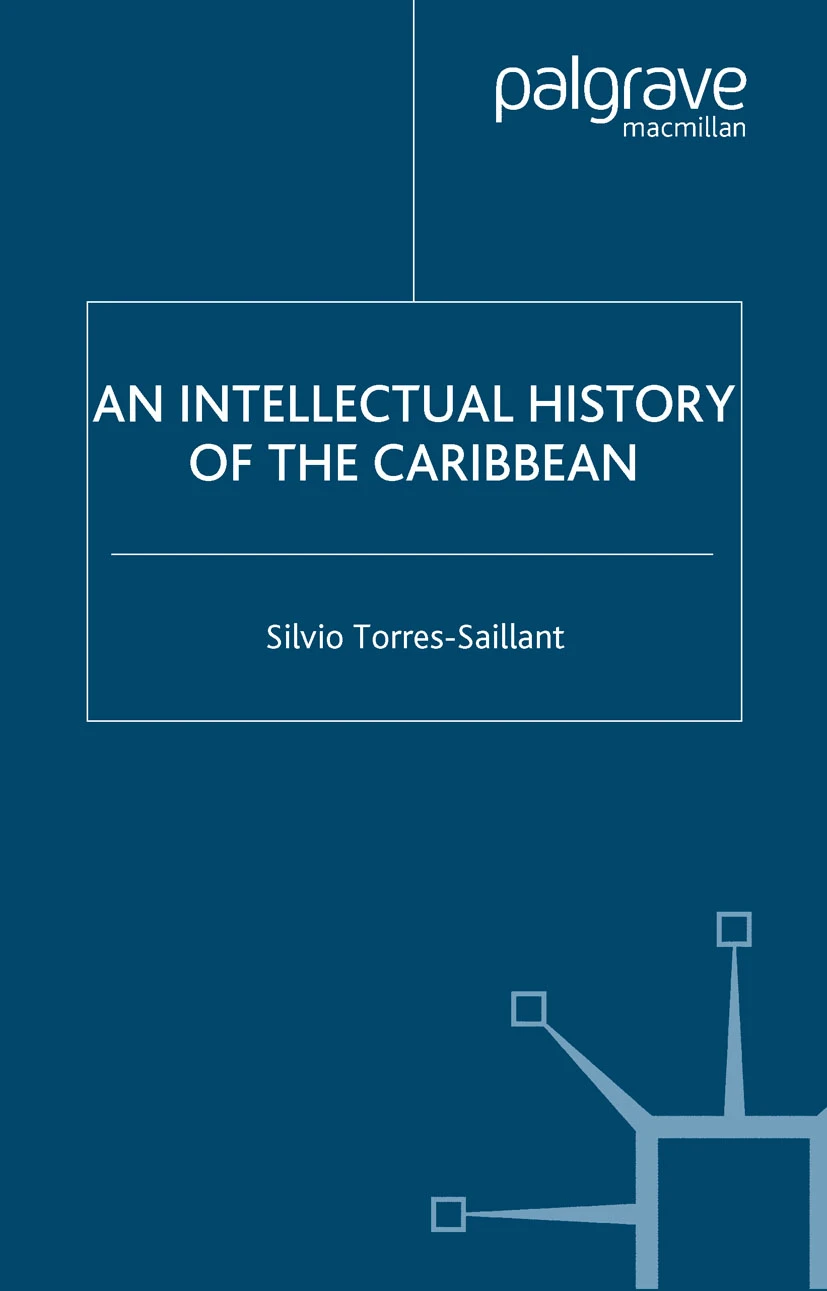 palgrave
macmillan
AN INTELLECTUAL HISTORY
OF THE CARIBBEAN
Silvio Torres-Saillant